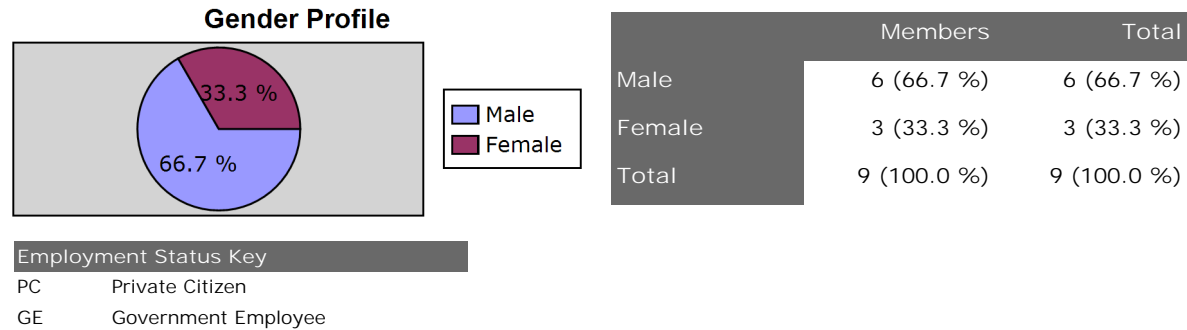 Gender Profile
33.3 %
66.7 %
Male
Female
Members Total
Male 6 (66.7 %) 6 (66.7 %)
Female 3 (33.3 %) 3 (33.3 %)
Total 9 (100.0 %) 9 (100.0 %)
Employment Status Key
PC Private Citizen
GE Government Employee